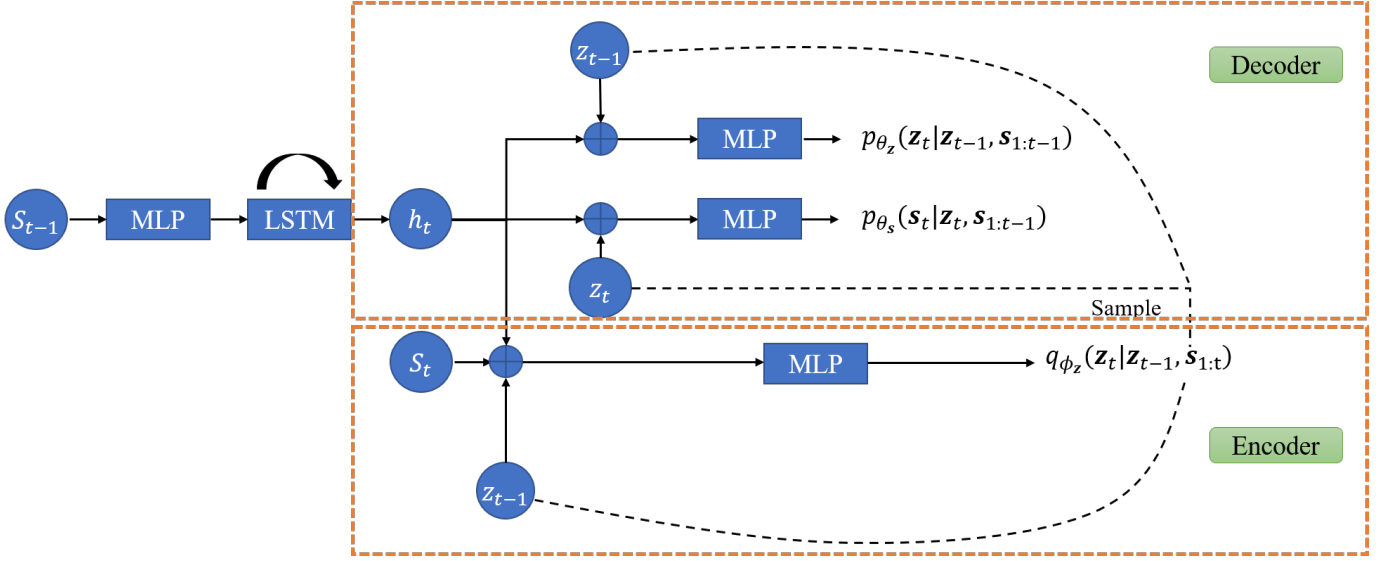 z_{t-1}
Decoder
MLP
p_{θ_z}(z_t|z_{t-1}, s_{1:t-1})
S_{t-1}
MLP
LSTM
h_t
MLP
p_{θ_s}(s_t|z_t, s_{1:t-1})
z_t
Sample
S_t
MLP
q_{ϕ_z}(z_t|z_{t-1}, s_{1:t})
Encoder
z_{t-1}